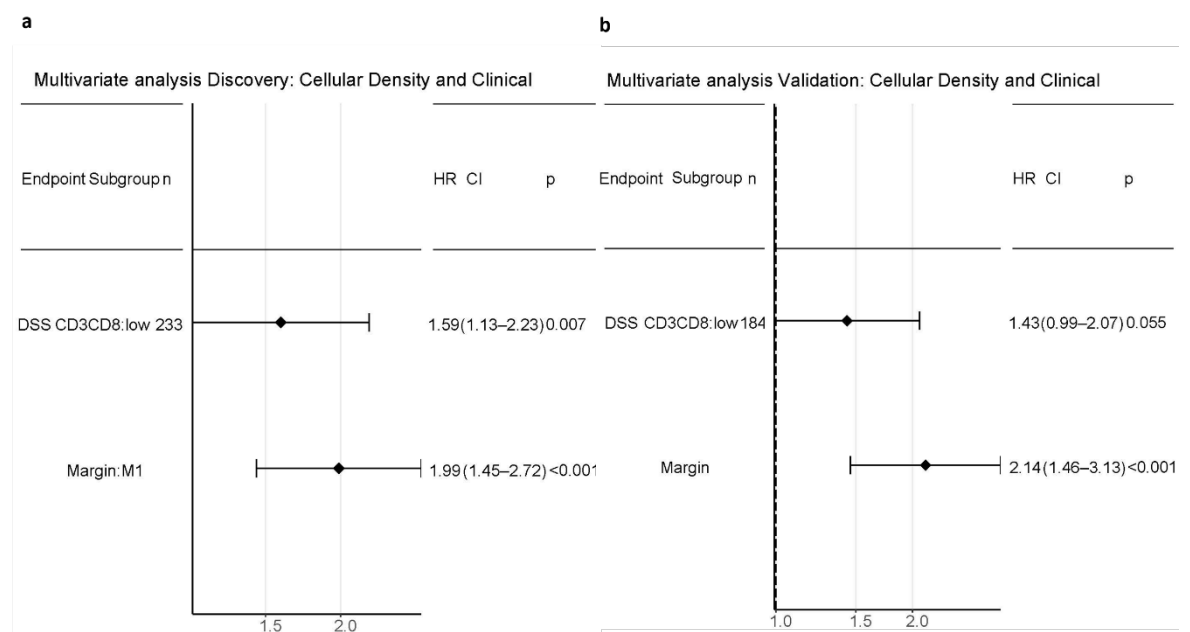 a
Multivariate analysis Discovery: Cellular Density and Clinical
Endpoint Subgroup n HR CI p
DSS CD3CD8:low 233 1.59(1.13–2.23)0.007
Margin:M1 1.99(1.45–2.72)<0.001
1.5 2.0
b
Multivariate analysis Validation: Cellular Density and Clinical
Endpoint Subgroup n HR CI p
DSS CD3CD8:low 184 1.43(0.99–2.07)0.055
Margin 2.14(1.46–3.13)<0.001
1.0 1.5 2.0